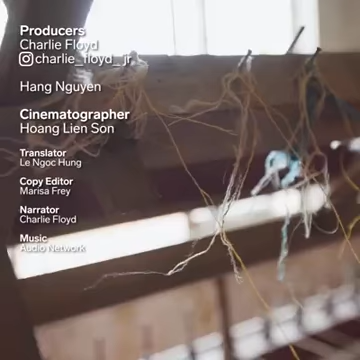 Producers
Charlie Floyd
charlie_floyd_jr
Hang Nguyen
Cinematographer
Hoang Lien Son
Translator
Le Ngoc Hung
Copy Editor
Marisa Frey
Narrator
Charlie Floyd
Music
Audio Network